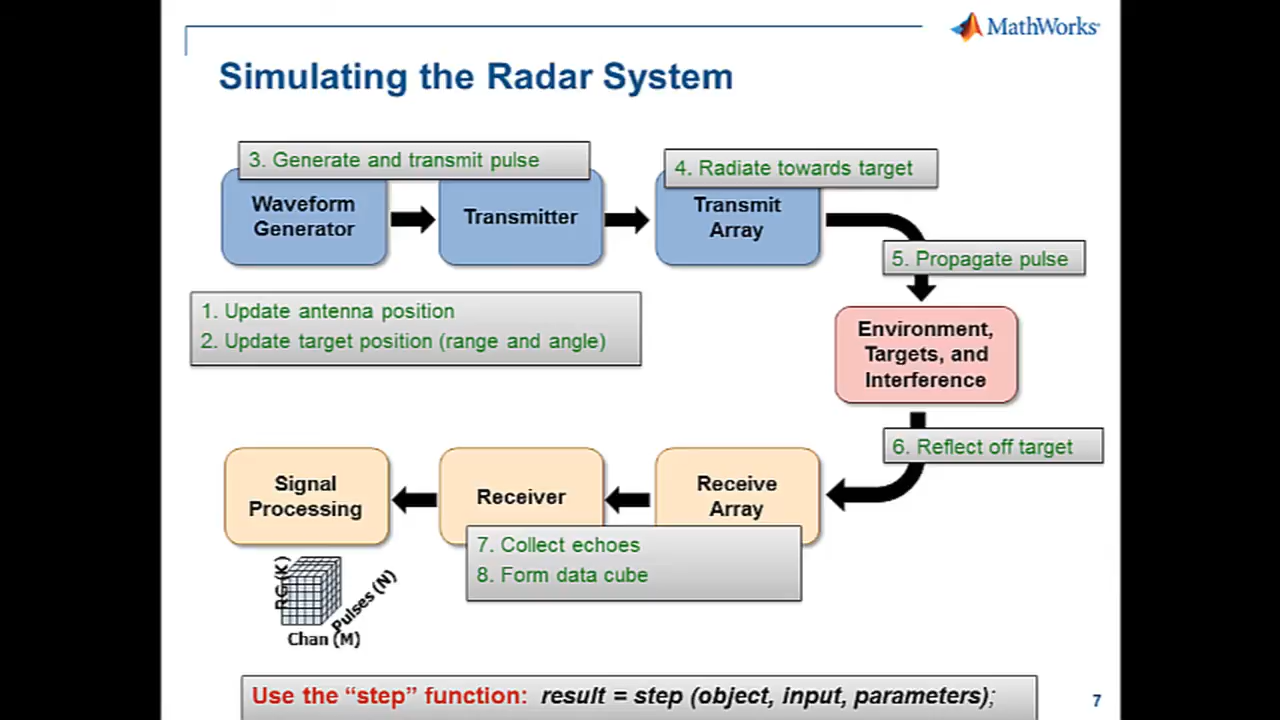 MathWorks
Simulating the Radar System
3. Generate and transmit pulse
4. Radiate towards target
Waveform
Generator
Transmitter
Transmit
Array
5. Propagate pulse
1. Update antenna position
2. Update target position (range and angle)
Environment,
Targets, and
Interference
6. Reflect off target
Signal
Processing
Receiver
Receive
Array
7. Collect echoes
8. Form data cube
RG (K)
Pulses (N)
Chan (M)
Use the “step” function: result = step (object, input, parameters);
7